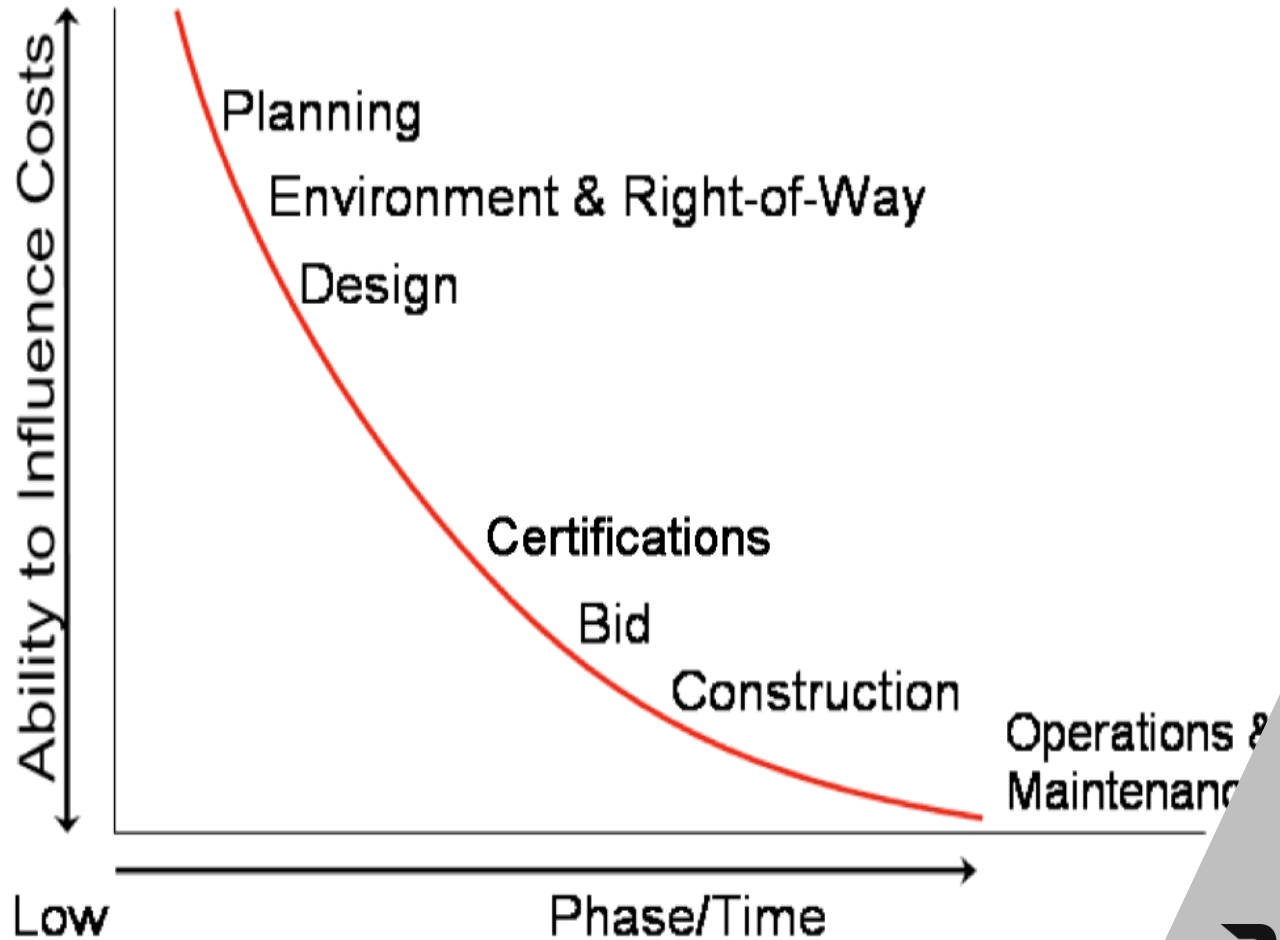 Ability to Influence Costs
Planning
Environment & Right-of-Way
Design
Certifications
Bid
Construction
Operations &
Low
Phase/Time